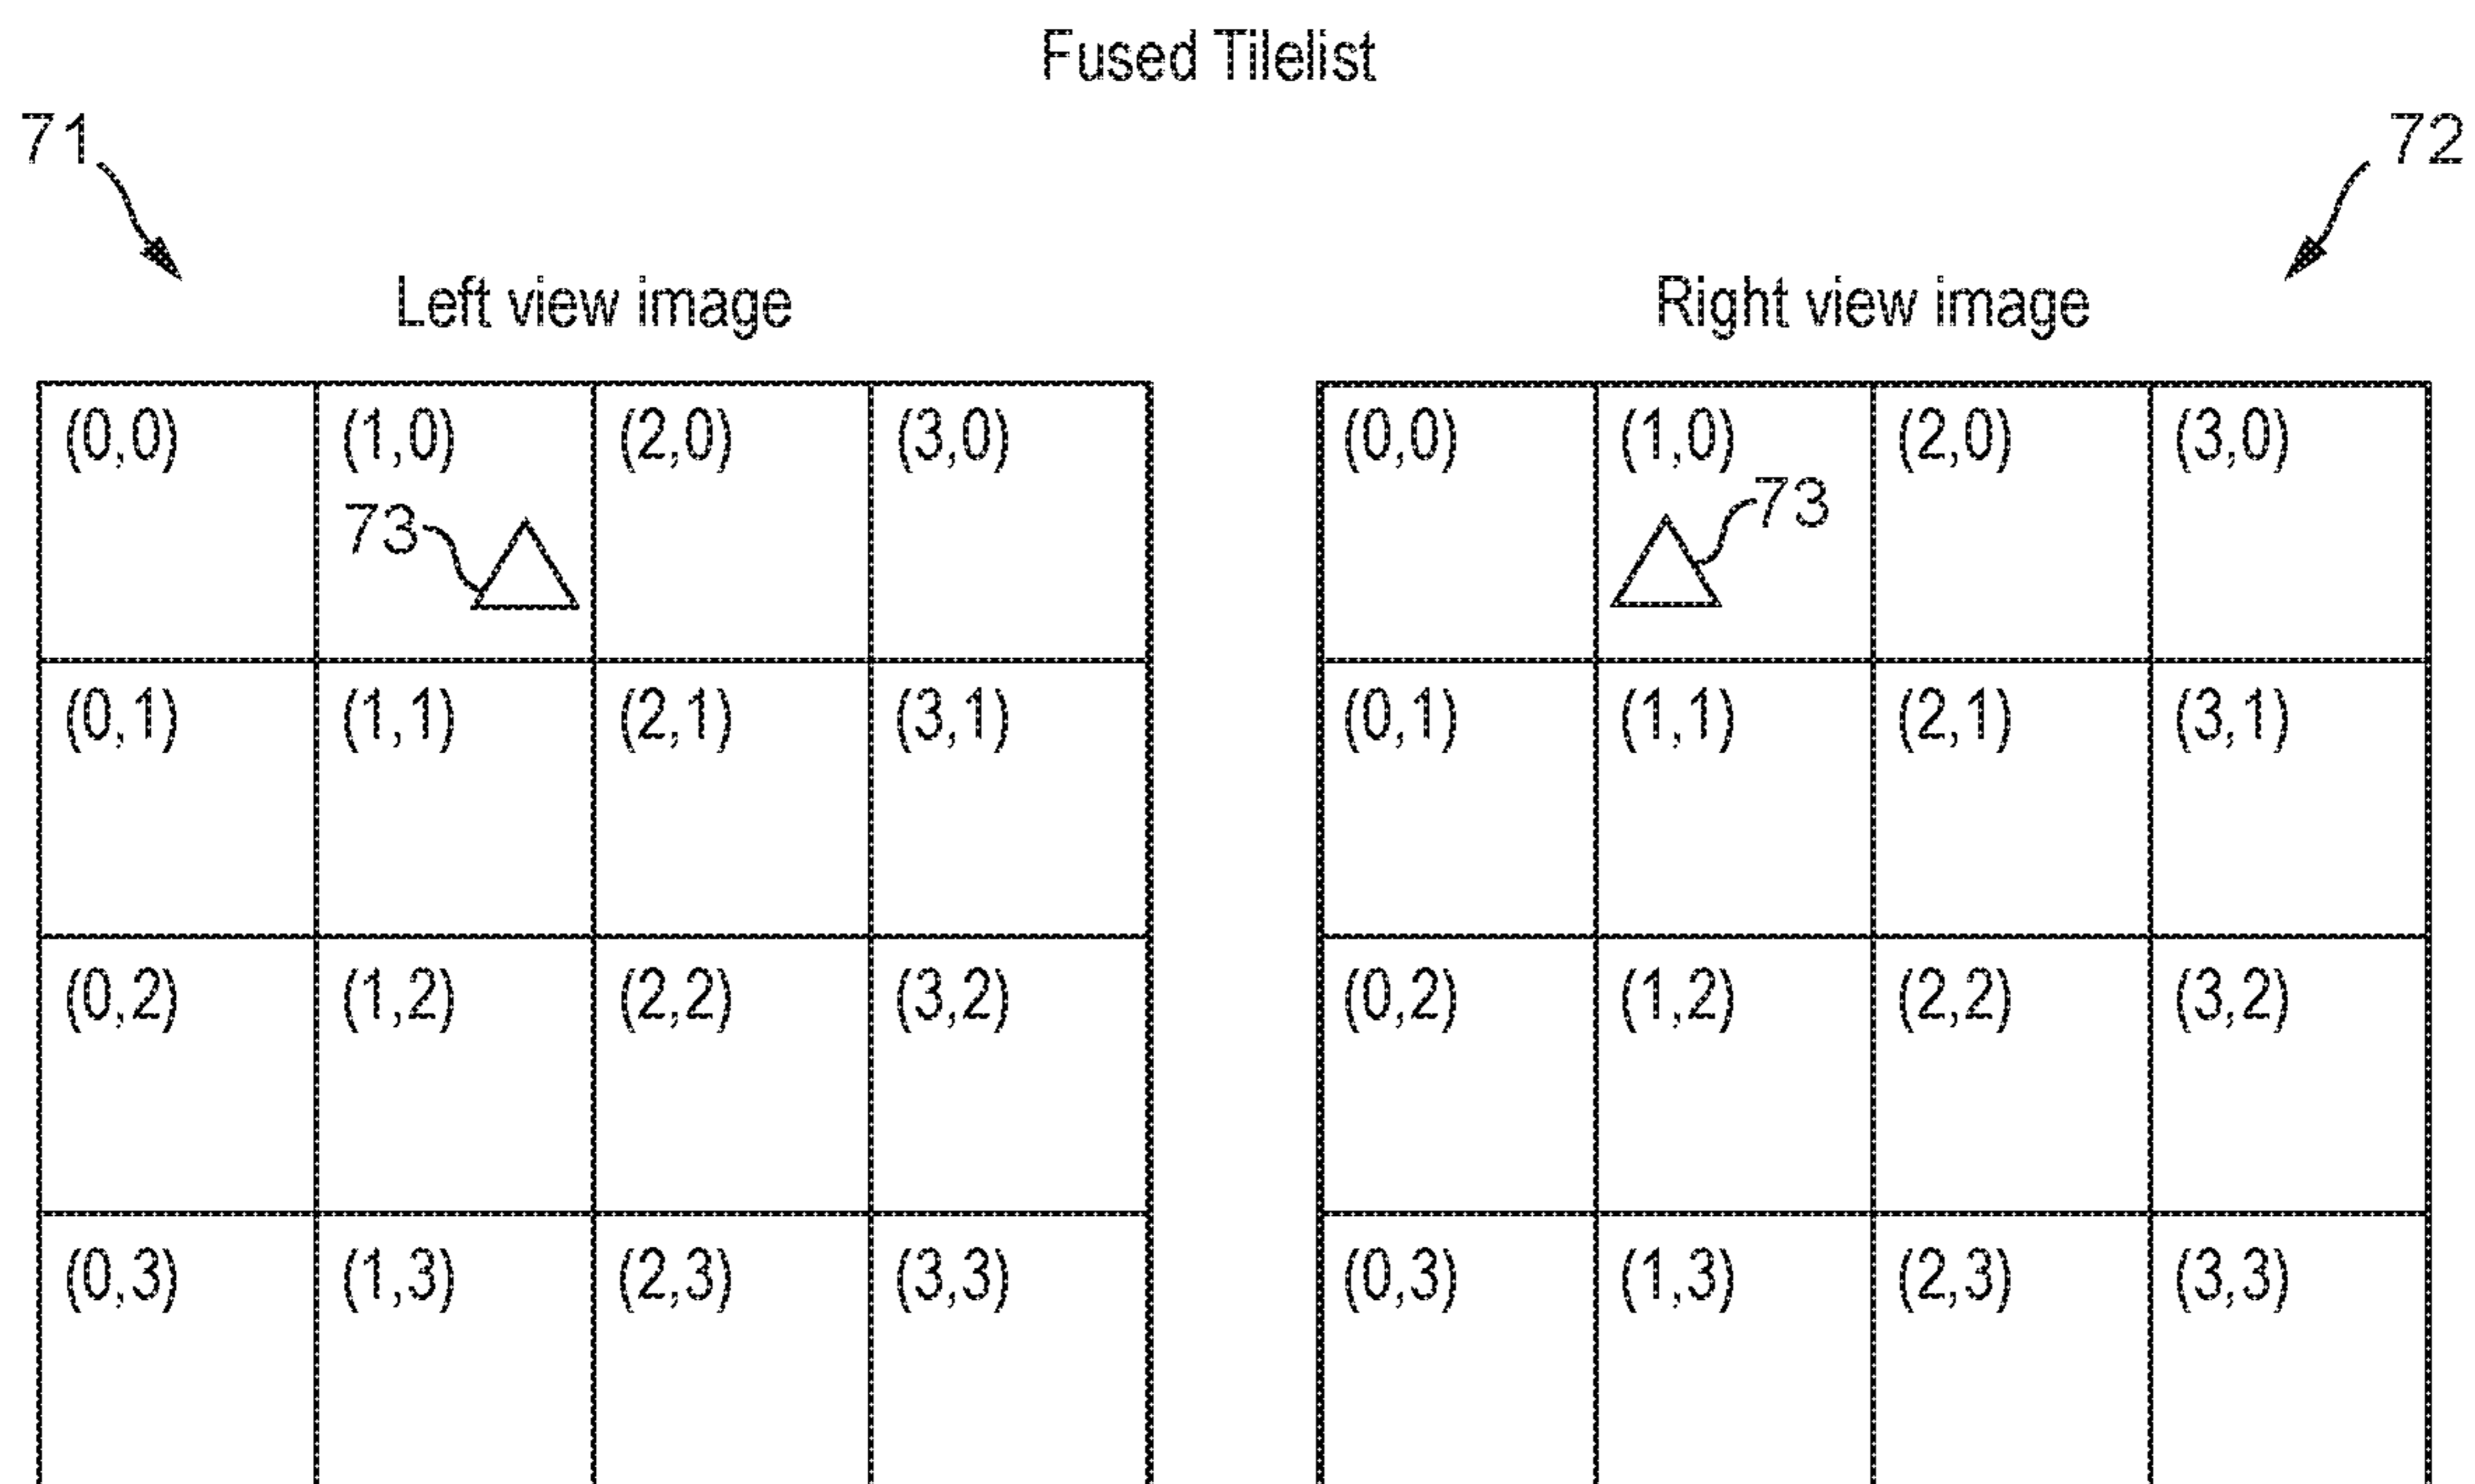 Fused Tilelist
71
72
Left view image
Right view image
(0,0) (1,0) (2,0) (3,0)
73
(0,1) (1,1) (2,1) (3,1)
(0,2) (1,2) (2,2) (3,2)
(0,3) (1,3) (2,3) (3,3)
(0,0) (1,0) (2,0) (3,0)
73
(0,1) (1,1) (2,1) (3,1)
(0,2) (1,2) (2,2) (3,2)
(0,3) (1,3) (2,3) (3,3)